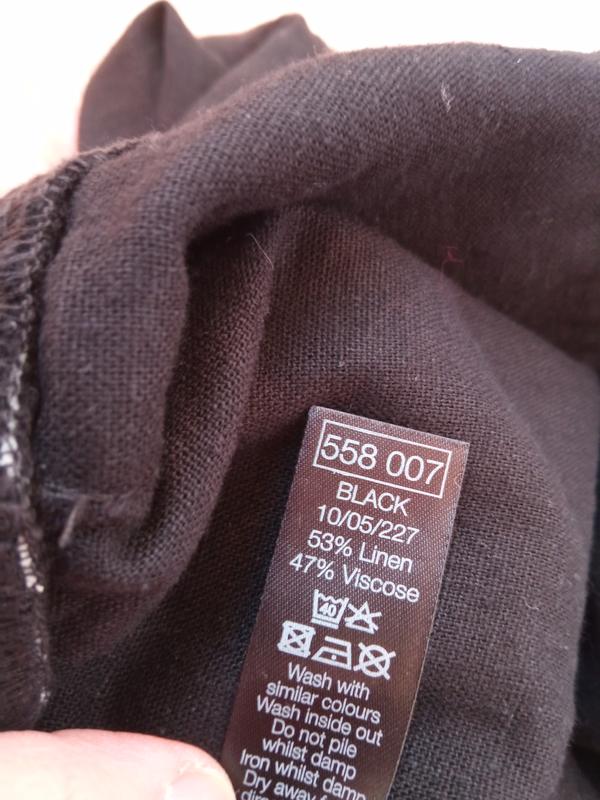 558 007
BLACK
10/05/227
53% Linen
47% Viscose
40
Wash with
similar colours
Wash inside out
Do not pile
whilst damp
Iron whilst damp
Dry away